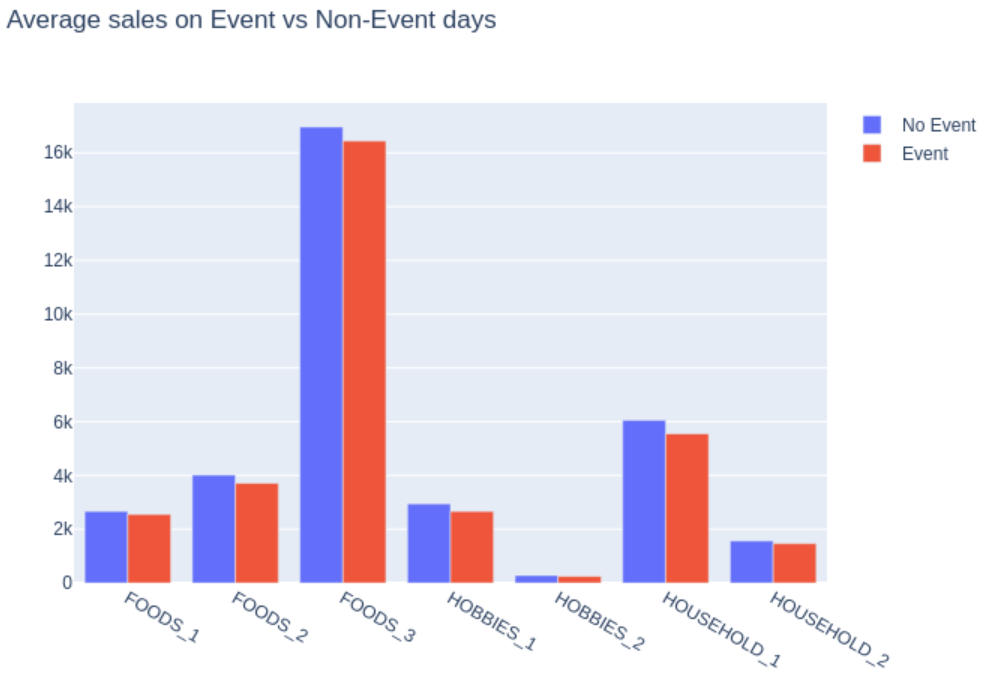 Average sales on Event vs Non-Event days
No Event
Event
16k
14k
12k
10k
8k
6k
4k
2k
0
FOODS_1
FOODS_2
FOODS_3
HOBBIES_1
HOBBIES_2
HOUSEHOLD_1
HOUSEHOLD_2